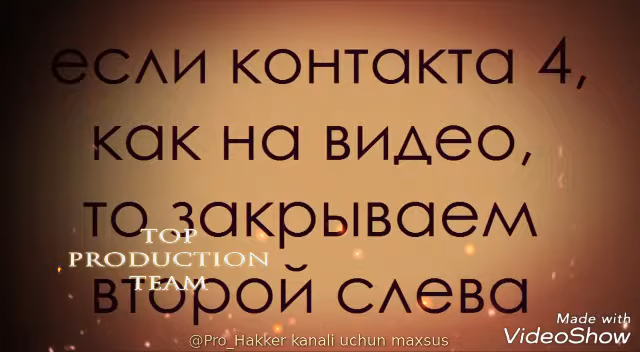 если контакта 4,
как на видео,
то закрываем
второй слева
TOP
PRODUCTION
TEAM
Made with
VideoShow
@Pro_Hakker kanali uchun maxsus